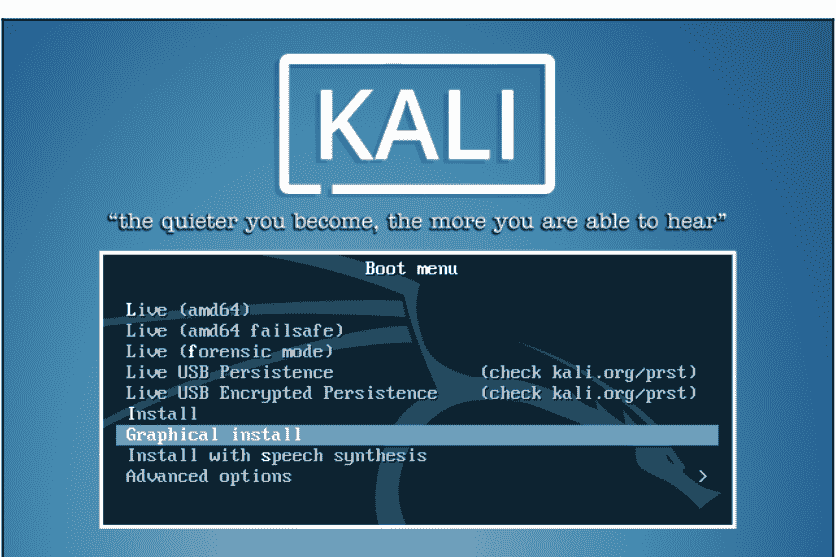 KALI
“the quieter you become, the more you are able to hear”
Boot menu
Live (amd64)
Live (amd64 failsafe)
Live (forensic mode)
Live USB Persistence (check kali.org/prst)
Live USB Encrypted Persistence (check kali.org/prst)
Install
Graphical install
Install with speech synthesis
Advanced options >